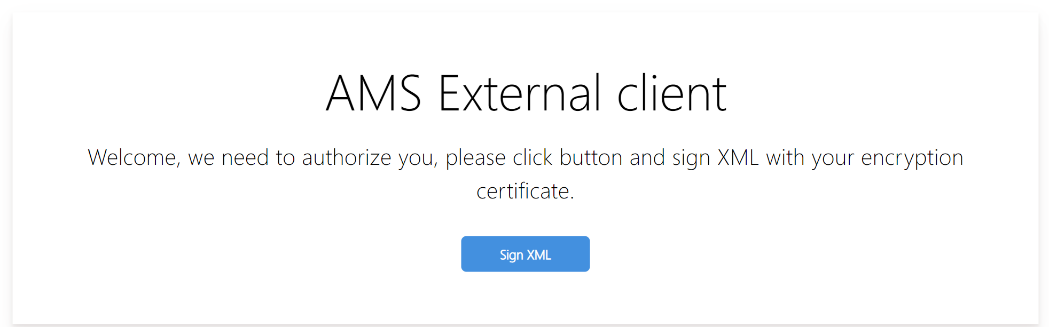 AMS External client
Welcome, we need to authorize you, please click button and sign XML with your encryption
certificate.
Sign XML